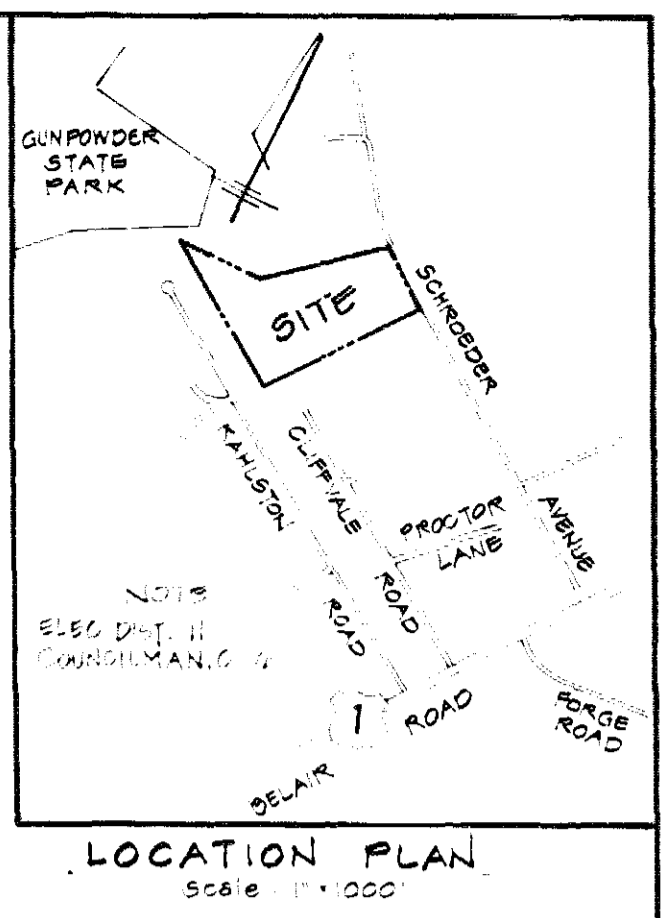 GUNPOWDER
STATE
PARK
SITE
SCHROEDER
AVENUE
KAHLSTON
ROAD
CLIFFVALE
ROAD
PROCTOR
LANE
NOTE
ELEC DIST. 11
COUNCILMAN.
1
BELAIR
ROAD
FORGE
ROAD
LOCATION PLAN
Scale 1" = 1000'